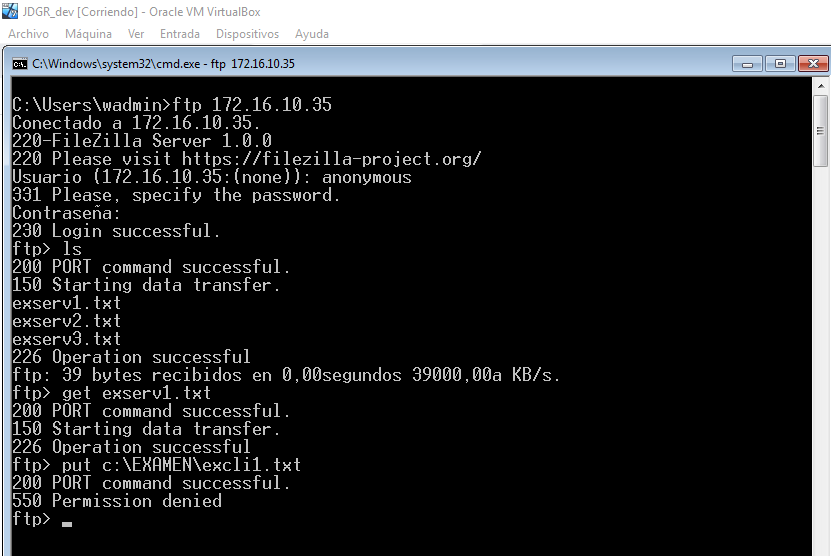 JDGR_dev [Corriendo] - Oracle VM VirtualBox
Archivo Máquina Ver Entrada Dispositivos Ayuda
C:\Windows\system32\cmd.exe - ftp 172.16.10.35
C:\Users\wadmin>ftp 172.16.10.35
Conectado a 172.16.10.35.
220-FileZilla Server 1.0.0
220 Please visit https://filezilla-project.org/
Usuario (172.16.10.35:(none)): anonymous
331 Please, specify the password.
Contraseña:
230 Login successful.
ftp> ls
200 PORT command successful.
150 Starting data transfer.
exserv1.txt
exserv2.txt
exserv3.txt
226 Operation successful
ftp: 39 bytes recibidos en 0,00segundos 39000,00a KB/s.
ftp> get exserv1.txt
200 PORT command successful.
150 Starting data transfer.
226 Operation successful
ftp> put c:\EXAMEN\excli1.txt
200 PORT command successful.
550 Permission denied
ftp> _